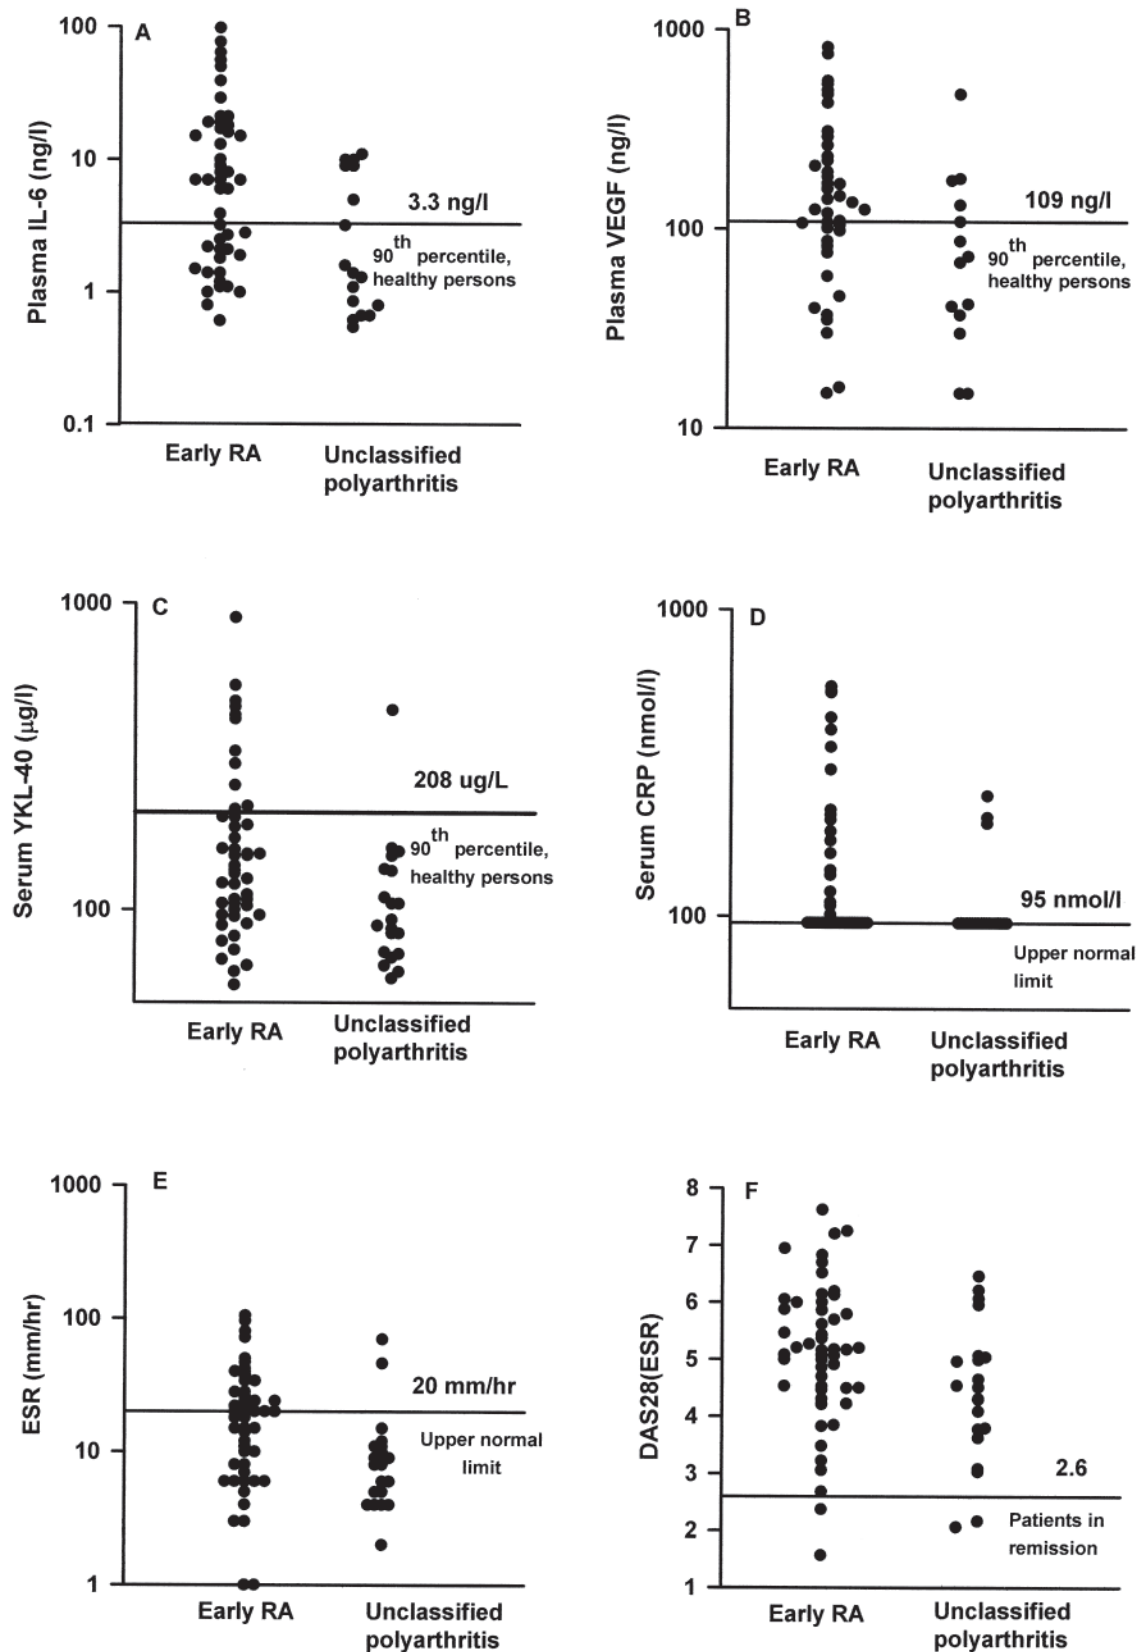 A
100
10
1
0.1
Plasma IL-6 (ng/l)
3.3 ng/l
90th percentile,
healthy persons
Early RA
Unclassified
polyarthritis
B
1000
100
10
Plasma VEGF (ng/l)
109 ng/l
90th percentile,
healthy persons
Early RA
Unclassified
polyarthritis
C
1000
100
Serum YKL-40 (µg/l)
208 ug/L
90th percentile,
healthy persons
Early RA
Unclassified
polyarthritis
D
1000
100
Serum CRP (nmol/l)
95 nmol/l
Upper normal
limit
Early RA
Unclassified
polyarthritis
E
1000
100
10
1
ESR (mm/hr)
20 mm/hr
Upper normal
limit
Early RA
Unclassified
polyarthritis
F
8
7
6
5
4
3
2
1
DAS28(ESR)
2.6
Patients in
remission
Early RA
Unclassified
polyarthritis